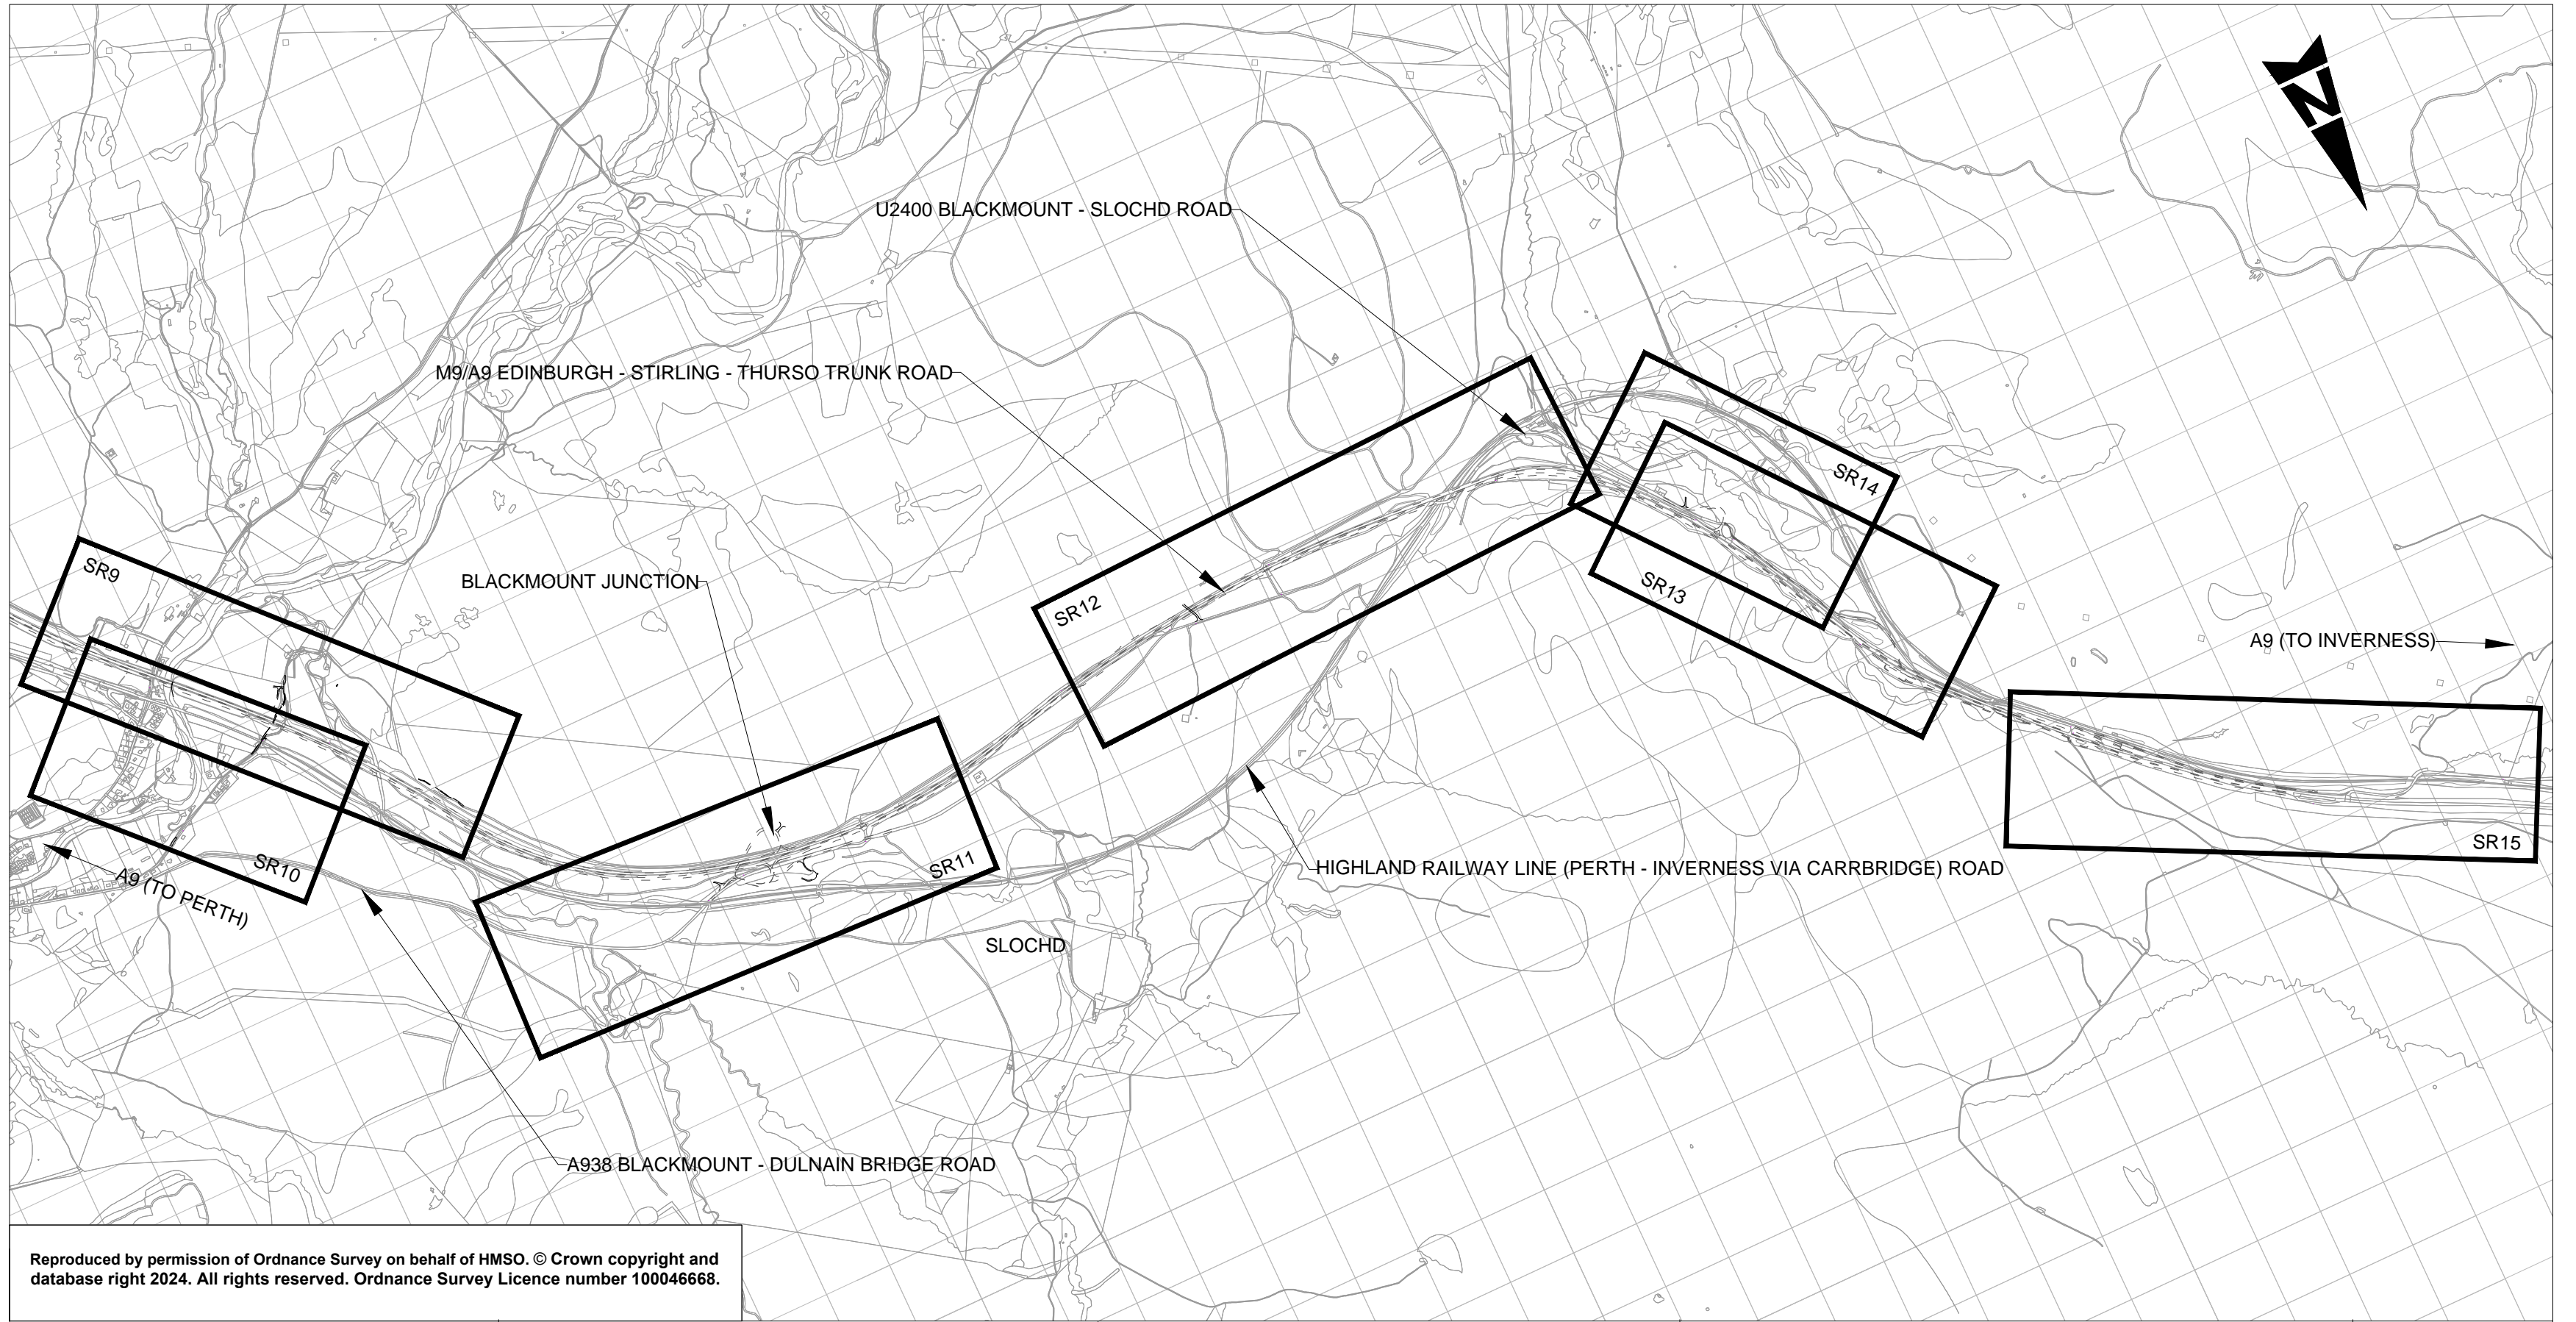 N
U2400 BLACKMOUNT - SLOCHD ROAD
M9/A9 EDINBURGH - STIRLING - THURSO TRUNK ROAD
SR14
SR9
BLACKMOUNT JUNCTION
SR12
SR13
A9 (TO INVERNESS)
SR15
SR11
SR10
HIGHLAND RAILWAY LINE (PERTH - INVERNESS VIA CARRBRIDGE) ROAD
A9 (TO PERTH)
SLOCHD
A938 BLACKMOUNT - DULNAIN BRIDGE ROAD
Reproduced by permission of Ordnance Survey on behalf of HMSO. © Crown copyright and
database right 2024. All rights reserved. Ordnance Survey Licence number 100046668.